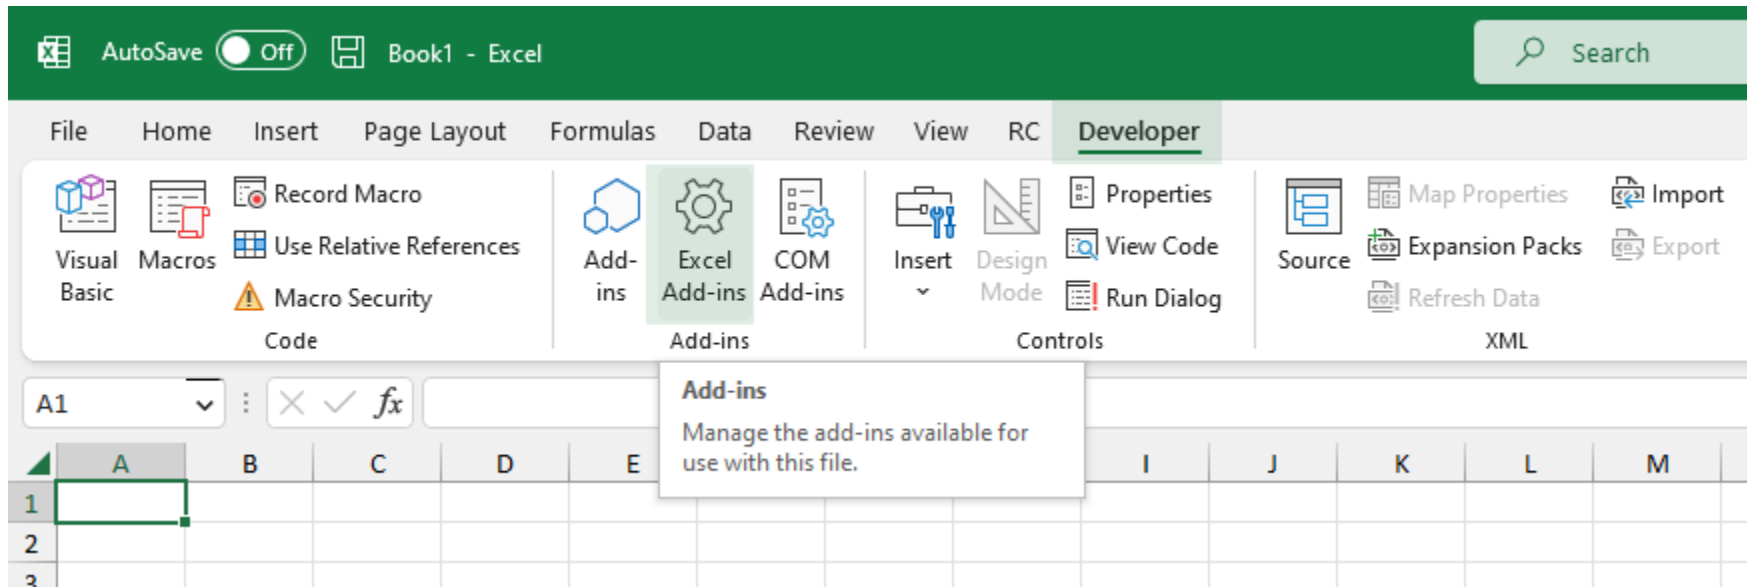 AutoSave Off Book1 - Excel Search
File Home Insert Page Layout Formulas Data Review View RC Developer
Visual Basic
Macros
Record Macro
Use Relative References
Macro Security
Code
Add-
ins
Excel
Add-ins
COM
Add-ins
Add-ins
Insert
Design
Mode
Properties
View Code
Run Dialog
Controls
Source
Map Properties
Expansion Packs
Refresh Data
Import
Export
XML
A1 fx
Add-ins
Manage the add-ins available for
use with this file.
A B C D E I J K L M
1
2
3